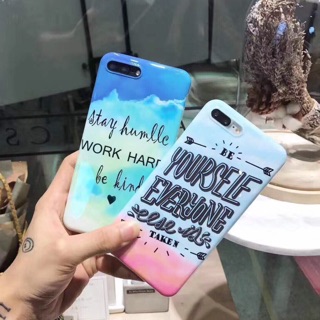 stay humble
WORK HARD
be kind
BE
YOURSELF
EVERYONE
else is
TAKEN